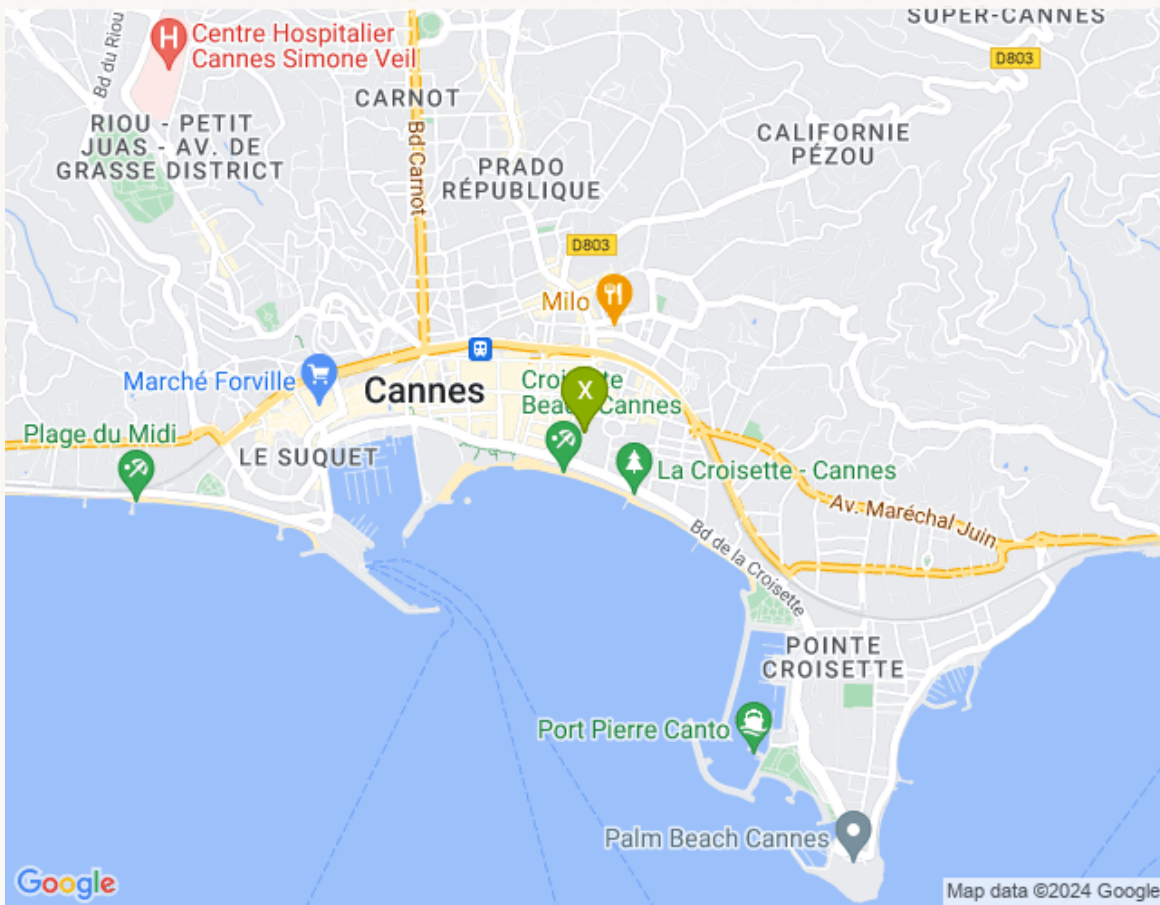 SUPER-CANNES
D803
Centre Hospitalier
Cannes Simone Veil
Bd du Riou
CARNOT
RIOU - PETIT
JUAS - AV. DE
GRASSE DISTRICT
Bd Carnot
CALIFORNIE
PÉZOU
PRADO
RÉPUBLIQUE
D803
Milo
Marché Forville
Cannes
Beach Cannes
X
Plage du Midi
LE SUQUET
La Croisette - Cannes
Av. Maréchal Juin
Bd de la Croisette
POINTE
CROISETTE
Port Pierre Canto
Palm Beach Cannes
Google
Map data ©2024 Google